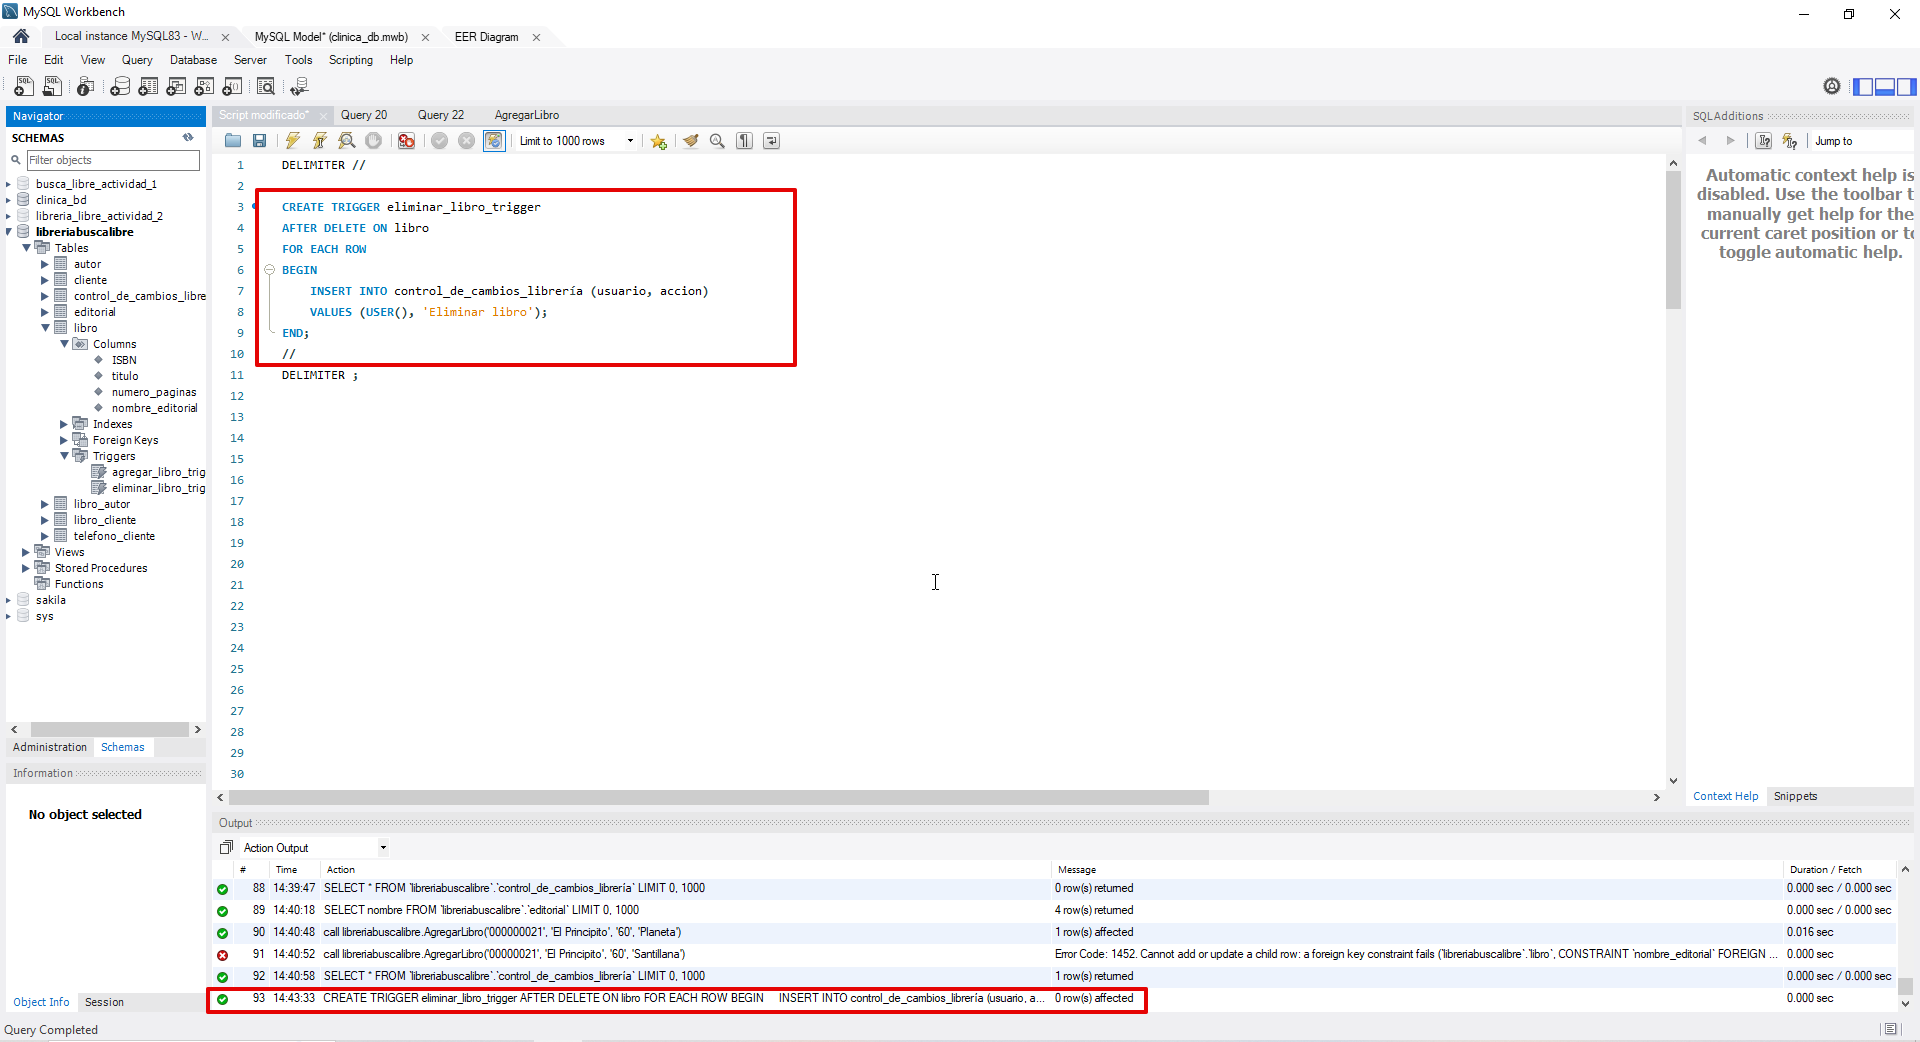 MySQL Workbench
Local instance MySQL83 - W...
MySQL Model* (clinica_db.mwb)
EER Diagram
File Edit View Query Database Server Tools Scripting Help
Navigator
SCHEMAS
Filter objects
busca_libre_actividad_1
clinica_bd
libreria_libre_actividad_2
libreriabuscalibre
Tables
autor
cliente
control_de_cambios_libre
editorial
libro
Columns
ISBN
titulo
numero_paginas
nombre_editorial
Indexes
Foreign Keys
Triggers
agregar_libro_trig
eliminar_libro_trig
libro_autor
libro_cliente
telefono_cliente
Views
Stored Procedures
Functions
sakila
sys
Administration Schemas
Information
No object selected
Object Info Session
Script modificado* Query 20 Query 22 AgregarLibro
Limit to 1000 rows
1 DELIMITER //
2
3 CREATE TRIGGER eliminar_libro_trigger
4 AFTER DELETE ON libro
5 FOR EACH ROW
6 BEGIN
7 INSERT INTO control_de_cambios_librería (usuario, accion)
8 VALUES (USER(), 'Eliminar libro');
9 END;
10 //
11 DELIMITER ;
12
13
14
15
16
17
18
19
20
21
22
23
24
25
26
27
28
29
30
SQLAdditions
Jump to
Automatic context help is
disabled. Use the toolbar t
manually get help for the
current caret position or to
toggle automatic help.
Context Help Snippets
Output
Action Output
# Time Action Message Duration / Fetch
88 14:39:47 SELECT * FROM `libreriabuscalibre`.`control_de_cambios_librería` LIMIT 0, 1000 0 row(s) returned 0.000 sec / 0.000 sec
89 14:40:18 SELECT nombre FROM `libreriabuscalibre`.`editorial` LIMIT 0, 1000 4 row(s) returned 0.000 sec / 0.000 sec
90 14:40:48 call libreriabuscalibre.AgregarLibro('000000021', 'El Principito', '60', 'Planeta') 1 row(s) affected 0.016 sec
91 14:40:52 call libreriabuscalibre.AgregarLibro('000000021', 'El Principito', '60', 'Santillana') Error Code: 1452. Cannot add or update a child row: a foreign key constraint fails (`libreriabuscalibre`.`libro`, CONSTRAINT `nombre_editorial` FOREIGN ... 0.000 sec
92 14:40:58 SELECT * FROM `libreriabuscalibre`.`control_de_cambios_librería` LIMIT 0, 1000 1 row(s) returned 0.000 sec / 0.000 sec
93 14:43:33 CREATE TRIGGER eliminar_libro_trigger AFTER DELETE ON libro FOR EACH ROW BEGIN INSERT INTO control_de_cambios_librería (usuario, a... 0 row(s) affected 0.000 sec
Query Completed